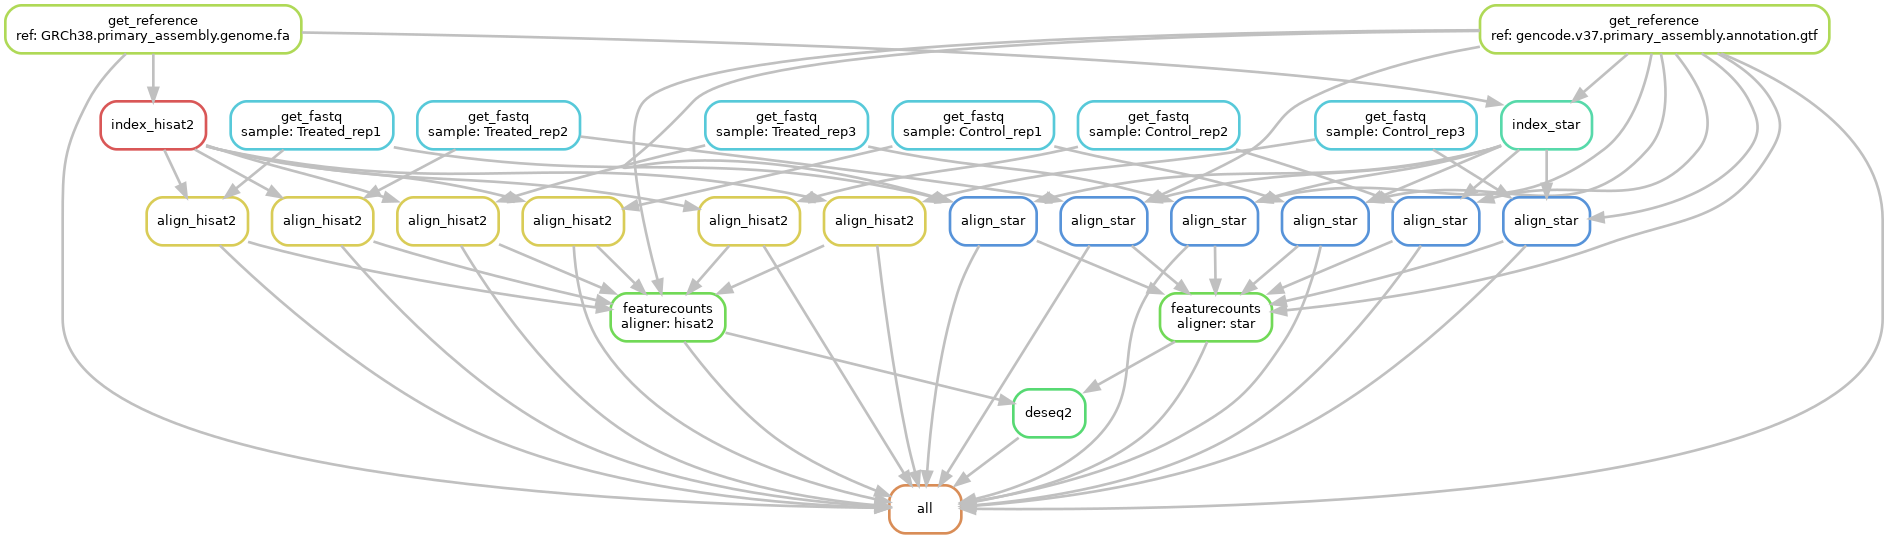 get_reference
ref: GRCh38.primary_assembly.genome.fa
get_reference
ref: gencode.v37.primary_assembly.annotation.gtf
index_hisat2
get_fastq
sample: Treated_rep1
get_fastq
sample: Treated_rep2
get_fastq
sample: Treated_rep3
get_fastq
sample: Control_rep1
get_fastq
sample: Control_rep2
get_fastq
sample: Control_rep3
index_star
align_hisat2
align_hisat2
align_hisat2
align_hisat2
align_hisat2
align_hisat2
align_star
align_star
align_star
align_star
align_star
align_star
featurecounts
aligner: hisat2
featurecounts
aligner: star
deseq2
all